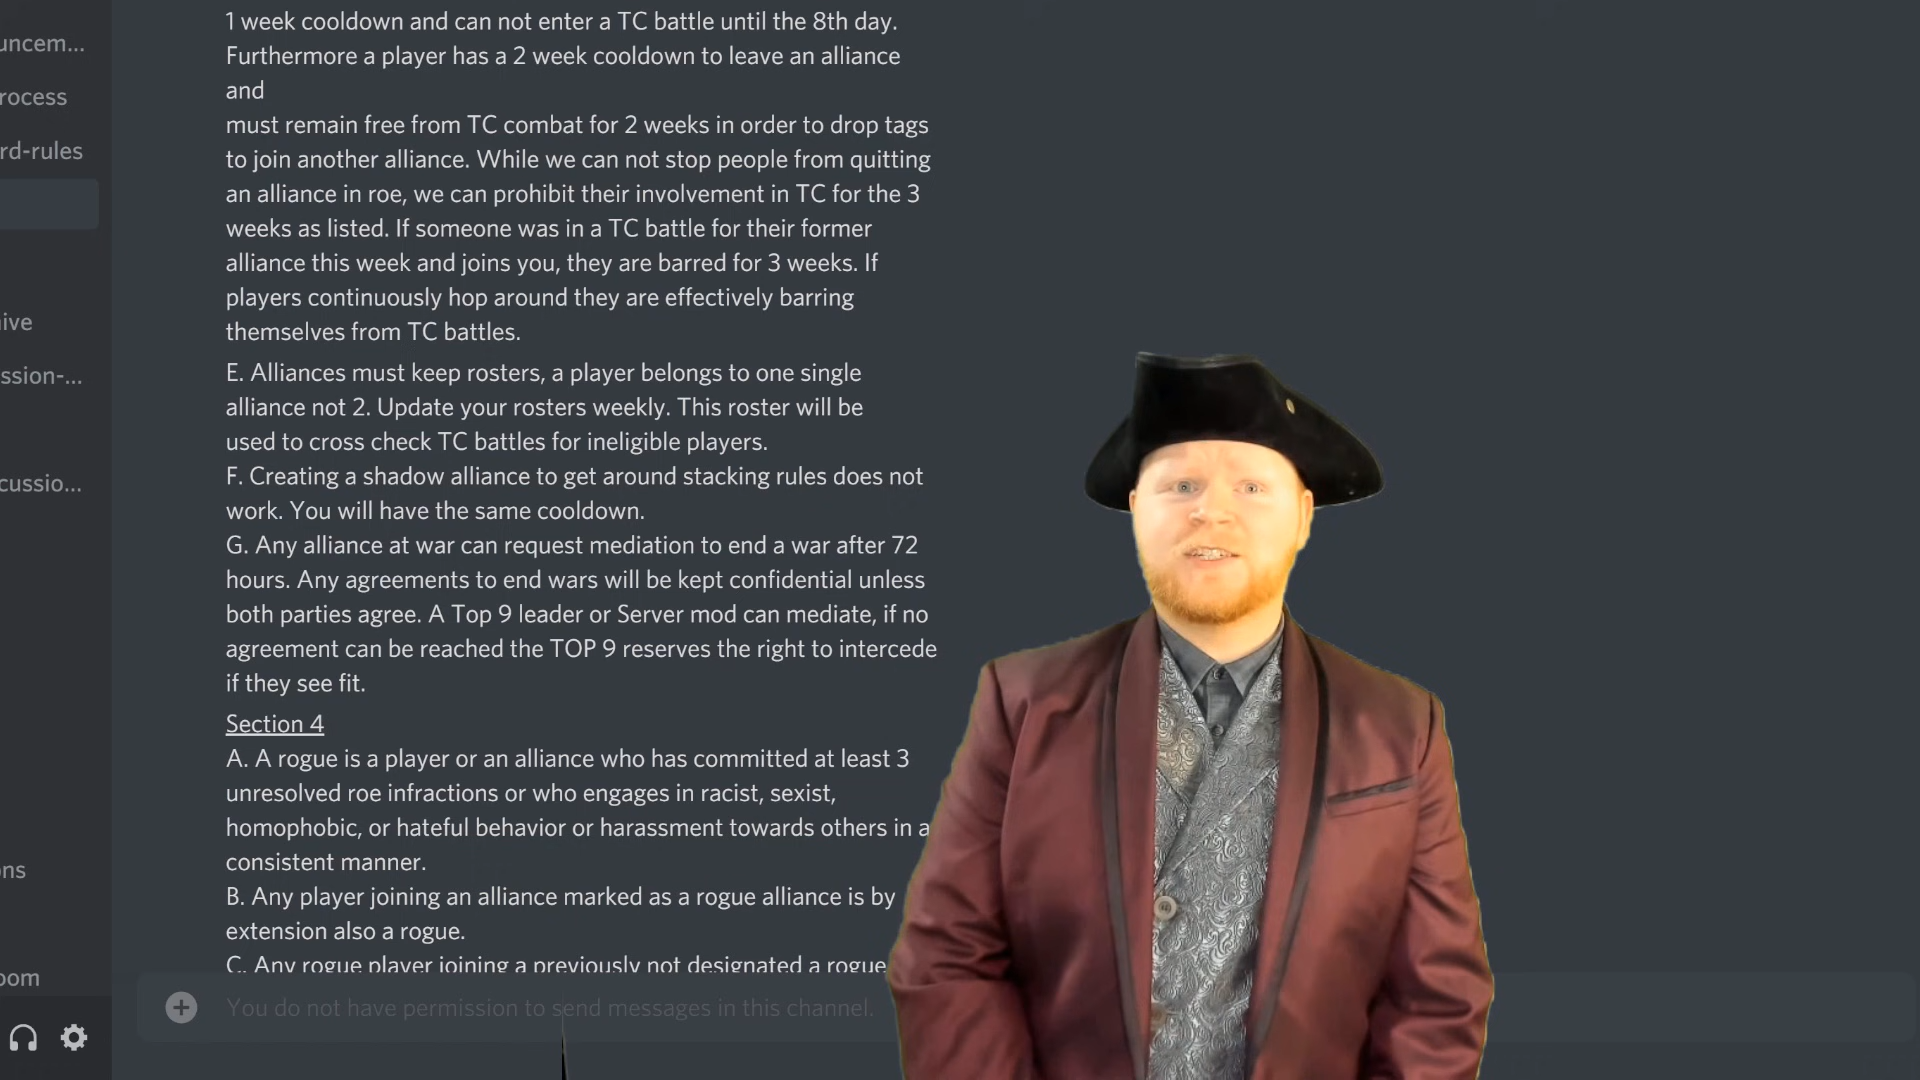 1 week cooldown and can not enter a TC battle until the 8th day.
Furthermore a player has a 2 week cooldown to leave an alliance
and
must remain free from TC combat for 2 weeks in order to drop tags
to join another alliance. While we can not stop people from quitting
an alliance in roe, we can prohibit their involvement in TC for the 3
weeks as listed. If someone was in a TC battle for their former
alliance this week and joins you, they are barred for 3 weeks. If
players continuously hop around they are effectively barring
themselves from TC battles.
E. Alliances must keep rosters, a player belongs to one single
alliance not 2. Update your rosters weekly. This roster will be
used to cross check TC battles for ineligible players.
F. Creating a shadow alliance to get around stacking rules does not
work. You will have the same cooldown.
G. Any alliance at war can request mediation to end a war after 72
hours. Any agreements to end wars will be kept confidential unless
both parties agree. A Top 9 leader or Server mod can mediate, if no
agreement can be reached the TOP 9 reserves the right to intercede
if they see fit.
Section 4
A. A rogue is a player or an alliance who has committed at least 3
unresolved roe infractions or who engages in racist, sexist,
homophobic, or hateful behavior or harassment towards others in a
consistent manner.
B. Any player joining an alliance marked as a rogue alliance is by
extension also a rogue.
C. Any rogue player joining a previously not designated a rogue
You do not have permission to send messages in this channel.
uncem...
rocess
rd-rules
ive
ssion-...
cussio...
ns
oom